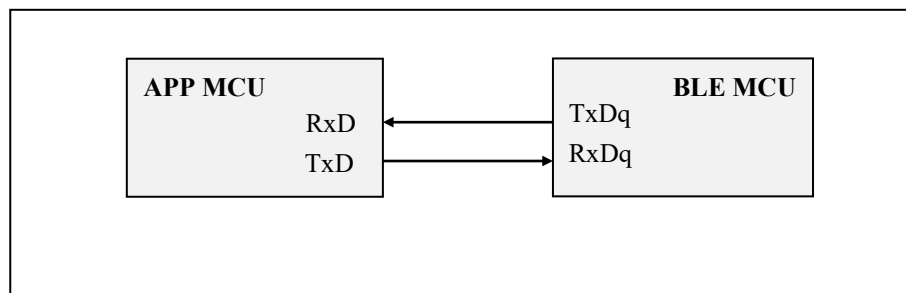 APP MCU
BLE MCU
RxD
TxDq
TxD
RxDq